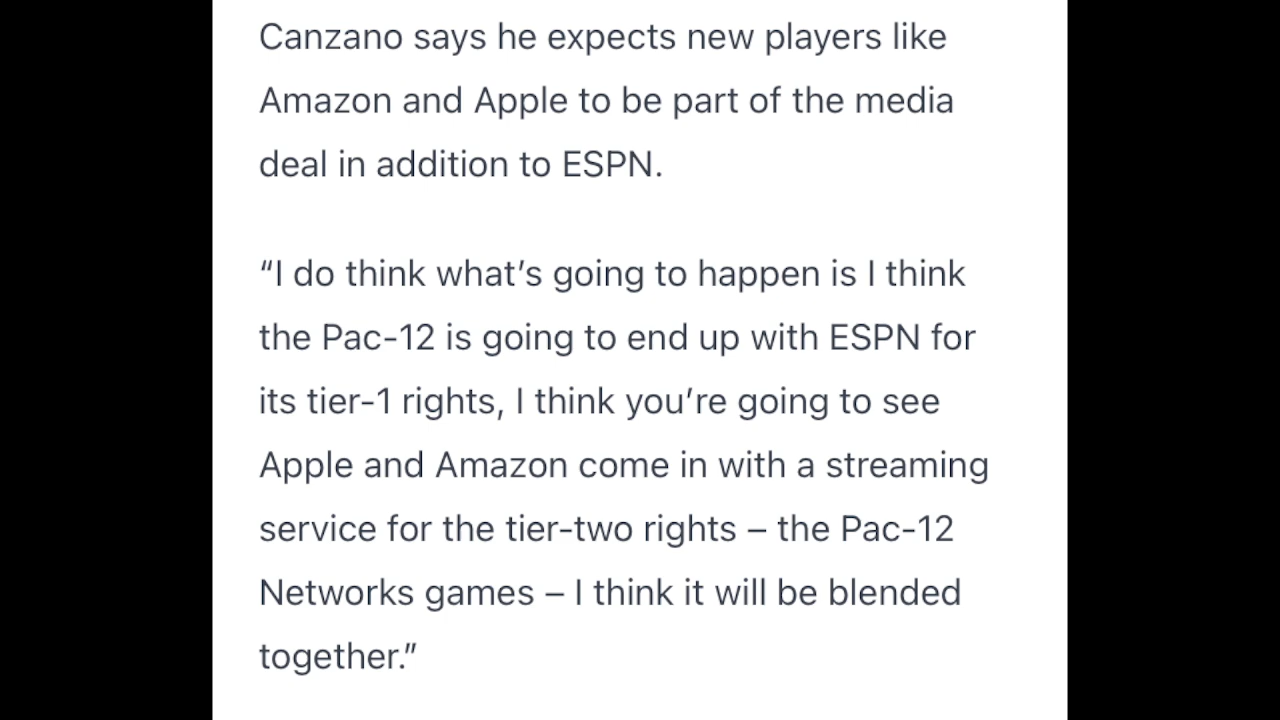 Canzano says he expects new players like
Amazon and Apple to be part of the media
deal in addition to ESPN.
“I do think what’s going to happen is I think
the Pac-12 is going to end up with ESPN for
its tier-1 rights, I think you’re going to see
Apple and Amazon come in with a streaming
service for the tier-two rights – the Pac-12
Networks games – I think it will be blended
together.”